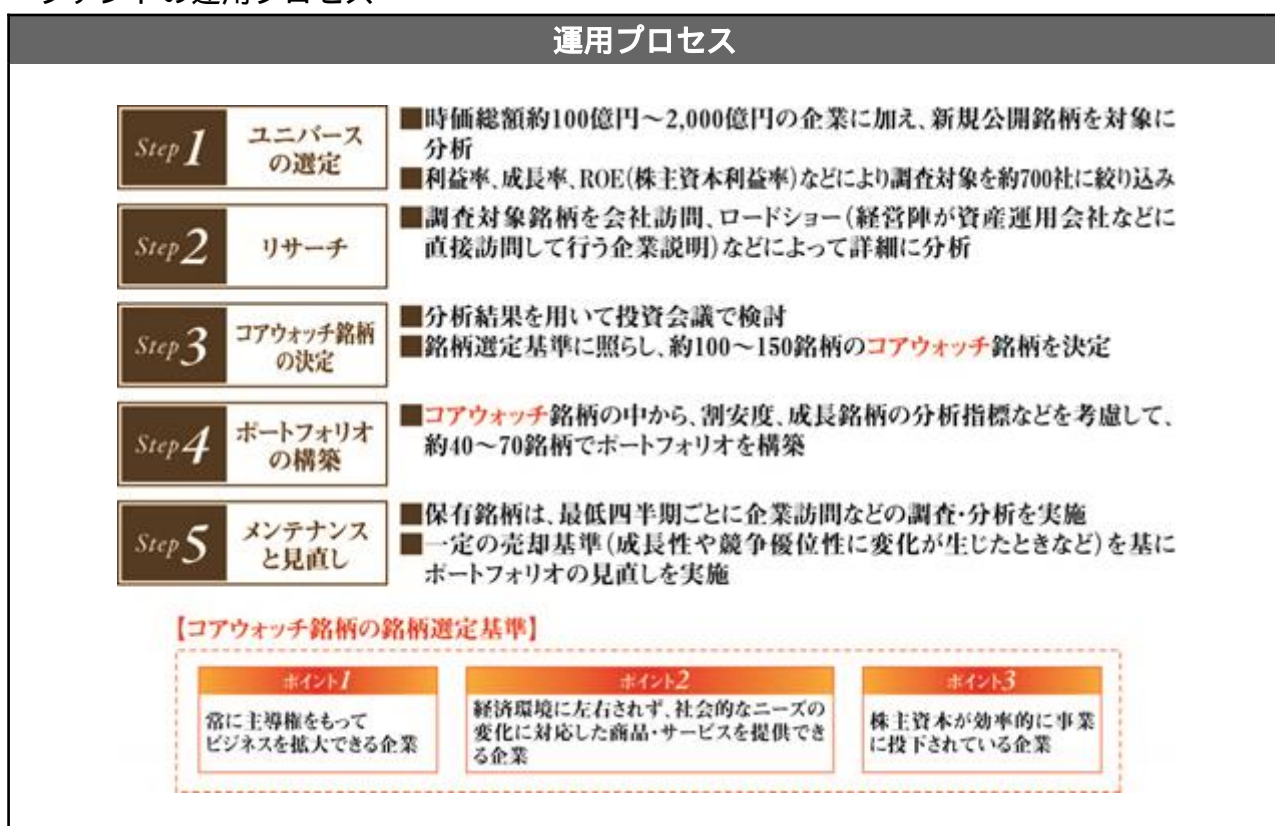 ファンドの運用プロセス
運用プロセス
Step 1
ユニバース
の選定
■時価総額約100億円～2,000億円の企業に加え、新規公開銘柄を対象に
分析
■利益率、成長率、ROE(株主資本利益率)などにより調査対象を約700社に絞り込み
Step 2
リサーチ
■調査対象銘柄を会社訪問、ロードショー(経営陣が資産運用会社などに
直接訪問して行う企業説明)などによって詳細に分析
Step 3
コアウォッチ銘柄
の決定
■分析結果を用いて投資会議で検討
■銘柄選定基準に照らし、約100～150銘柄のコアウォッチ銘柄を決定
Step 4
ポートフォリオ
の構築
■コアウォッチ銘柄の中から、割安度、成長銘柄の分析指標などを考慮して、
約40～70銘柄でポートフォリオを構築
Step 5
メンテナンス
と見直し
■保有銘柄は、最低四半期ごとに企業訪問などの調査・分析を実施
■一定の売却基準(成長性や競争優位性に変化が生じたときなど)を基に
ポートフォリオの見直しを実施
【コアウォッチ銘柄の銘柄選定基準】
ポイント1
常に主導権をもって
ビジネスを拡大できる企業
ポイント2
経済環境に左右されず、社会的なニーズの
変化に対応した商品・サービスを提供でき
る企業
ポイント3
株主資本が効率的に事業
に投下されている企業